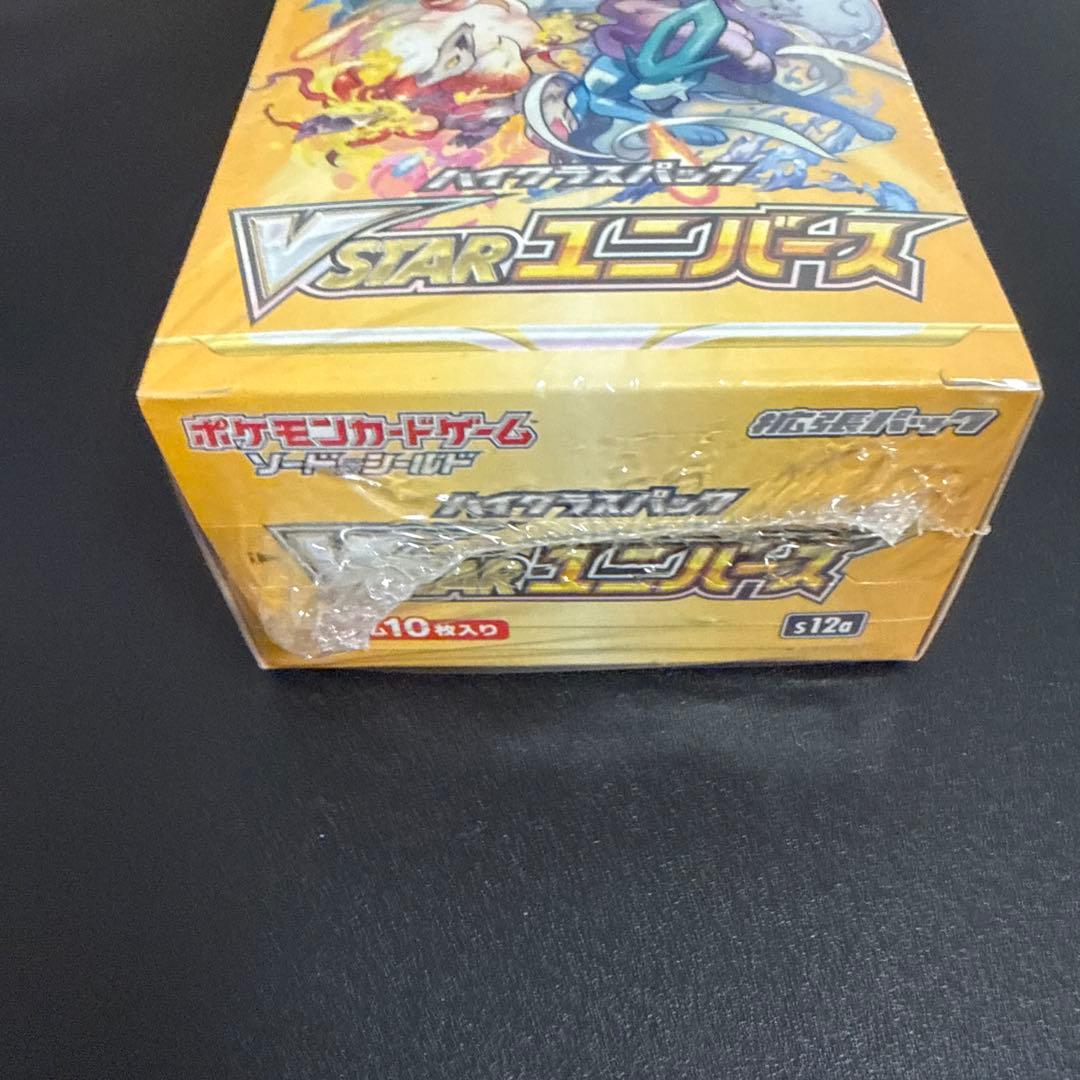 ハイクラスパック
VSTARユニバース
ポケモンカードゲーム
拡張パック
ソード&シールド
ハイクラスパック
VSTARユニバース
10枚入り
s12a